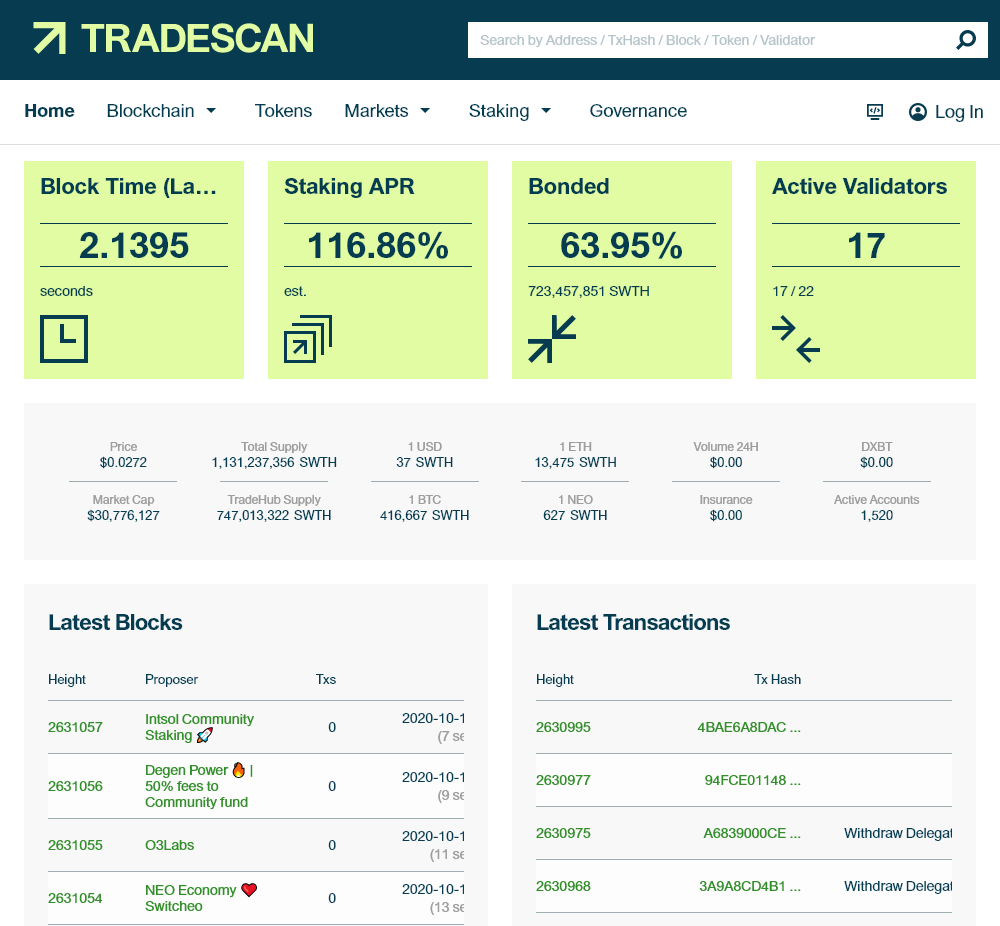 TRADESCAN
Search by Address / TxHash / Block / Token / Validator
Home Blockchain Tokens Markets Staking Governance Log In
Block Time (La... Staking APR Bonded Active Validators
2.1395 116.86% 63.95% 17
seconds est. 723,457,851 SWTH 17 / 22
Price Total Supply 1 USD 1 ETH Volume 24H DXBT
$0.0272 1,131,237,356 SWTH 37 SWTH 13,475 SWTH $0.00 $0.00
Market Cap TradeHub Supply 1 BTC 1 NEO Insurance Active Accounts
$30,776,127 747,013,322 SWTH 416,667 SWTH 627 SWTH $0.00 1,520
Latest Blocks
Height Proposer Txs
2631057 Intsol Community Staking 🚀 0 2020-10-1
(7 se
2631056 Degen Power 🔥 | 50% fees to Community fund 0 2020-10-1
(9 se
2631055 O3Labs 0 2020-10-1
(11 se
2631054 NEO Economy ❤️ Switcheo 0 2020-10-1
(13 se
Latest Transactions
Height Tx Hash
2630995 4BAE6A8DAC ...
2630977 94FCE01148 ...
2630975 A6839000CE ... Withdraw Delegat
2630968 3A9A8CD4B1 ... Withdraw Delegat